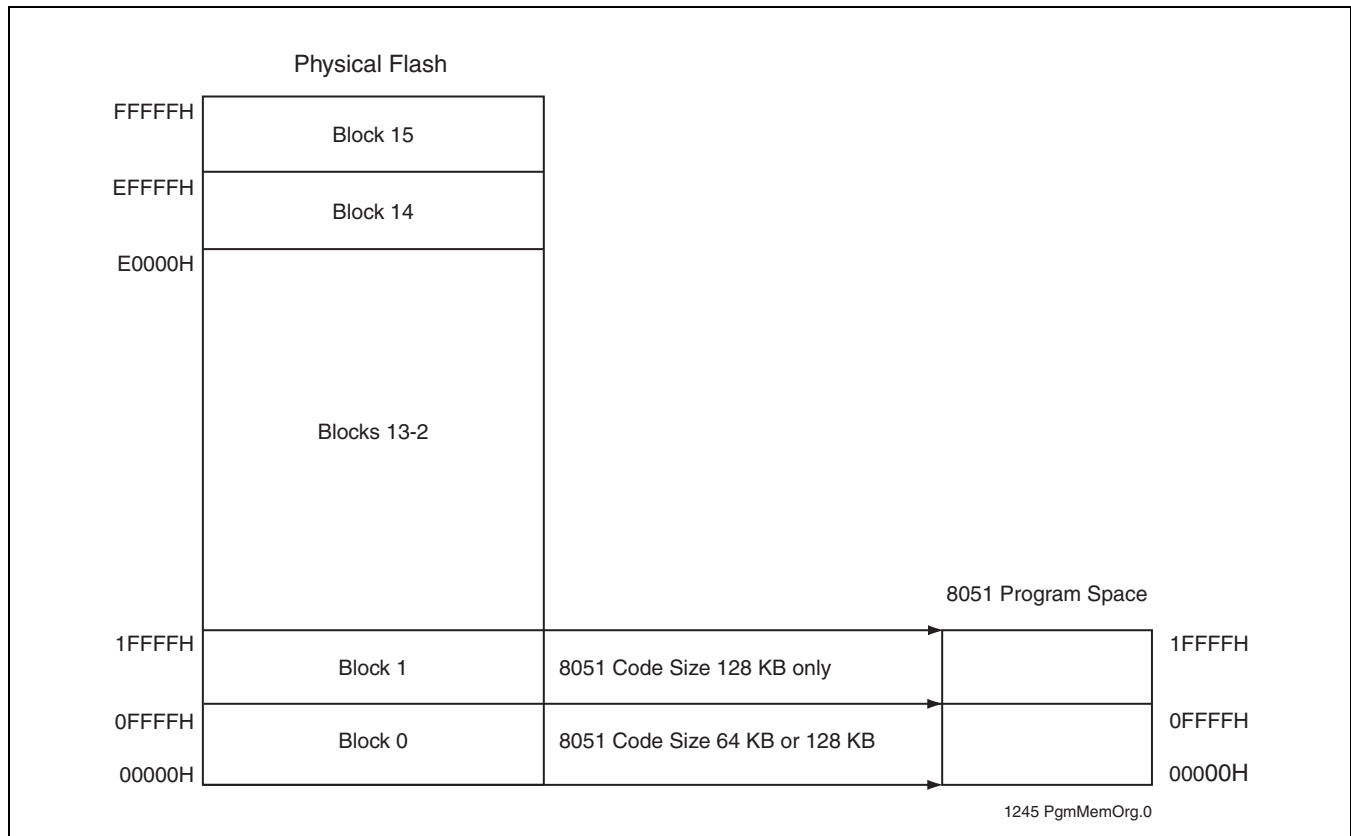 Physical Flash
FFFFFH
Block 15
EFFFFH
Block 14
E0000H
Blocks 13-2
8051 Program Space
1FFFFH
Block 1
8051 Code Size 128 KB only
1FFFFH
0FFFFH
Block 0
8051 Code Size 64 KB or 128 KB
0FFFFH
00000H
00000H
1245 PgmMemOrg.0